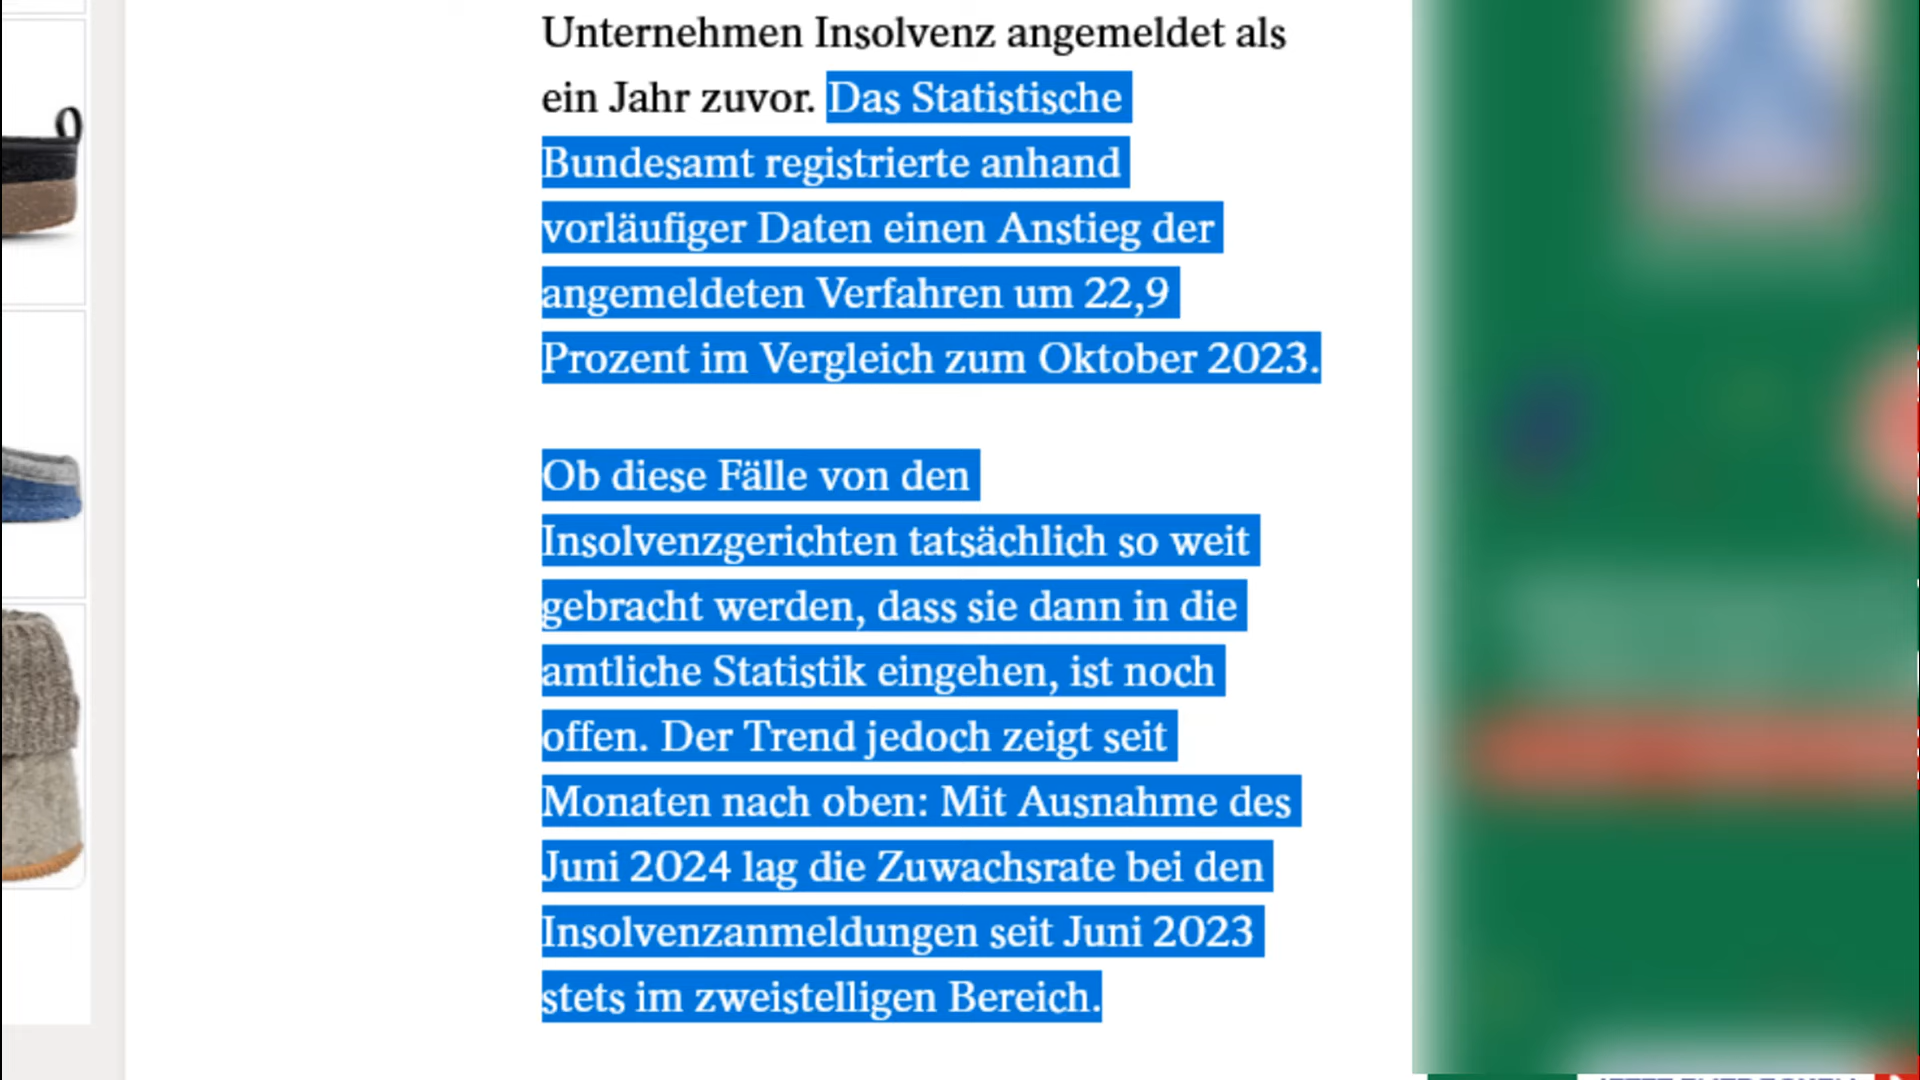 Unternehmen Insolvenz angemeldet als
ein Jahr zuvor. Das Statistische
Bundesamt registrierte anhand
vorläufiger Daten einen Anstieg der
angemeldeten Verfahren um 22,9
Prozent im Vergleich zum Oktober 2023.
Ob diese Fälle von den
Insolvenzgerichten tatsächlich so weit
gebracht werden, dass sie dann in die
amtliche Statistik eingehen, ist noch
offen. Der Trend jedoch zeigt seit
Monaten nach oben: Mit Ausnahme des
Juni 2024 lag die Zuwachsrate bei den
Insolvenzanmeldungen seit Juni 2023
stets im zweistelligen Bereich.